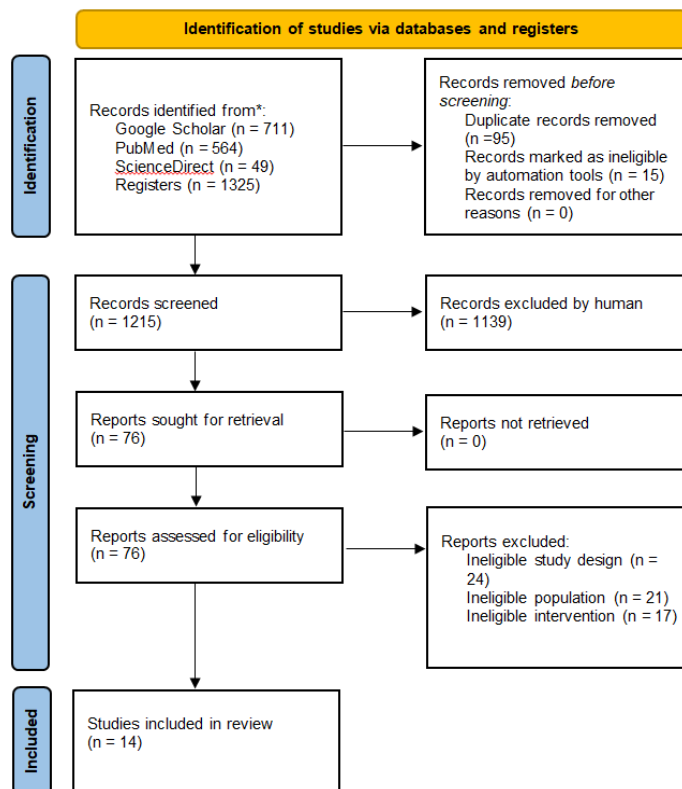 Identification of studies via databases and registers
Identification
Records identified from*:
Google Scholar (n = 711)
PubMed (n = 564)
ScienceDirect (n = 49)
Registers (n = 1325)
Records removed before
screening:
Duplicate records removed
(n =95)
Records marked as ineligible
by automation tools (n = 15)
Records removed for other
reasons (n = 0)
Screening
Records screened
(n = 1215)
Records excluded by human
(n = 1139)
Reports sought for retrieval
(n = 76)
Reports not retrieved
(n = 0)
Reports assessed for eligibility
(n = 76)
Reports excluded:
Ineligible study design (n =
24)
Ineligible population (n = 21)
Ineligible intervention (n = 17)
Included
Studies included in review
(n = 14)